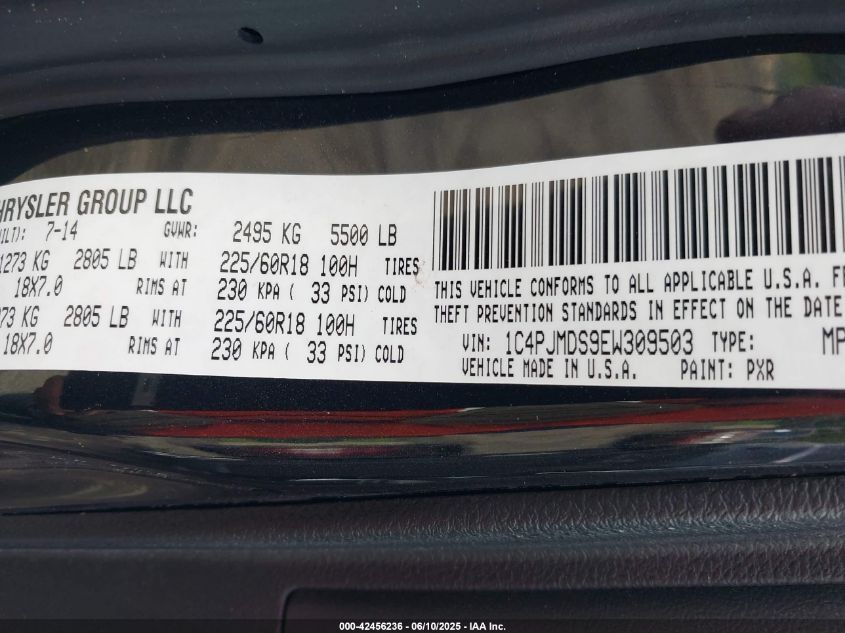 HRYSLER GROUP LLC
UILT): 7-14 GVWR: 2495 KG 5500 LB
1273 KG 2805 LB WITH 225/60R18 100H TIRES
18X7.0 RIMS AT 230 KPA ( 33 PSI) COLD
273 KG 2805 LB WITH 225/60R18 100H TIRES
18X7.0 RIMS AT 230 KPA ( 33 PSI) COLD
THIS VEHICLE CONFORMS TO ALL APPLICABLE U.S.A. FE
THEFT PREVENTION STANDARDS IN EFFECT ON THE DATE
VIN: 1C4PJMDS9EW309503 TYPE: MP
VEHICLE MADE IN U.S.A. PAINT: PXR
000-42456236 - 06/10/2025 - IAA Inc.